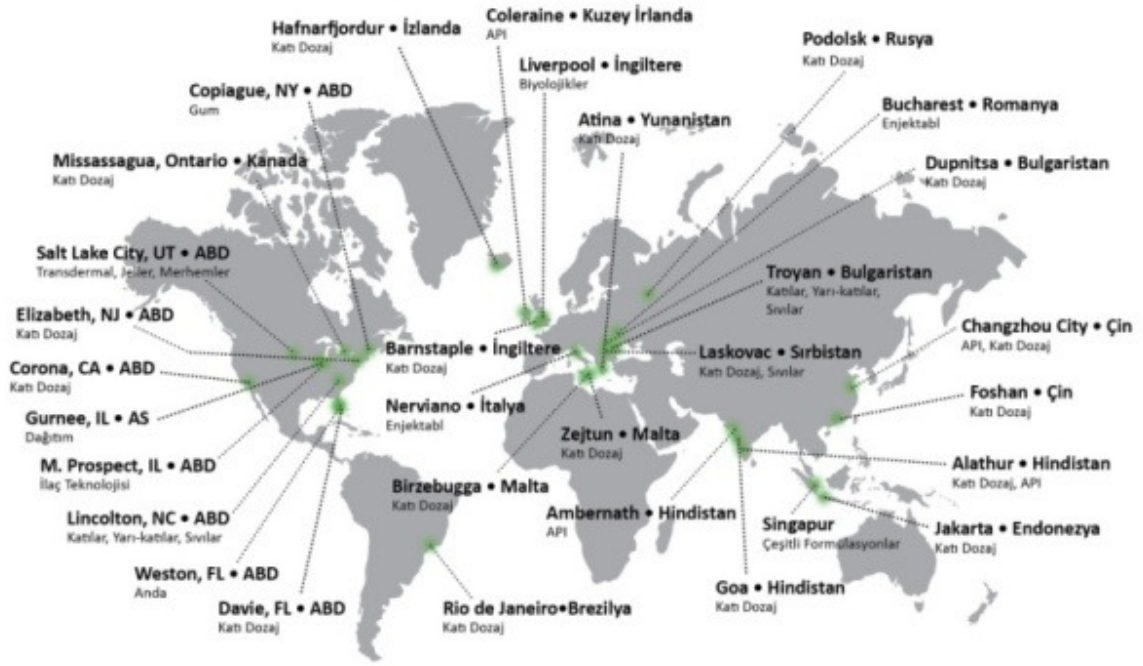 Hafnarfjordur • İzlanda
Katı Dozaj
Coleraine • Kuzey İrlanda
API
Podolsk • Rusya
Katı Dozaj
Liverpool • İngiltere
Biyolojikler
Copiague, NY • ABD
Gum
Bucharest • Romanya
Enjektabl
Atina • Yunanistan
Katı Dozaj
Missassagua, Ontario • Kanada
Katı Dozaj
Dupnitsa • Bulgaristan
Katı Dozaj
Salt Lake City, UT • ABD
Transdermal, Jeller, Merhemler
Troyan • Bulgaristan
Katılar, Yarı-katılar,
Sıvılar
Elizabeth, NJ • ABD
Katı Dozaj
Changzhou City • Çin
API, Katı Dozaj
Barnstaple • İngiltere
Katı Dozaj
Laskovac • Sırbistan
Katı Dozaj, Sıvılar
Corona, CA • ABD
Katı Dozaj
Foshan • Çin
Katı Dozaj
Gurnee, IL • AS
Dağıtım
Nerviano • İtalya
Enjektabl
Zejtun • Malta
Katı Dozaj
M. Prospect, IL • ABD
İlaç Teknolojisi
Alathur • Hindistan
Katı Dozaj, API
Birzebugga • Malta
Katı Dozaj
Lincolton, NC • ABD
Katılar, Yarı-katılar, Sıvılar
Ambernath • Hindistan
API
Singapur
Çeşitli Formülasyonlar
Jakarta • Endonezya
Katı Dozaj
Weston, FL • ABD
Anda
Goa • Hindistan
Katı Dozaj
Davie, FL • ABD
Katı Dozaj
Rio de Janeiro•Brezilya
Katı Dozaj